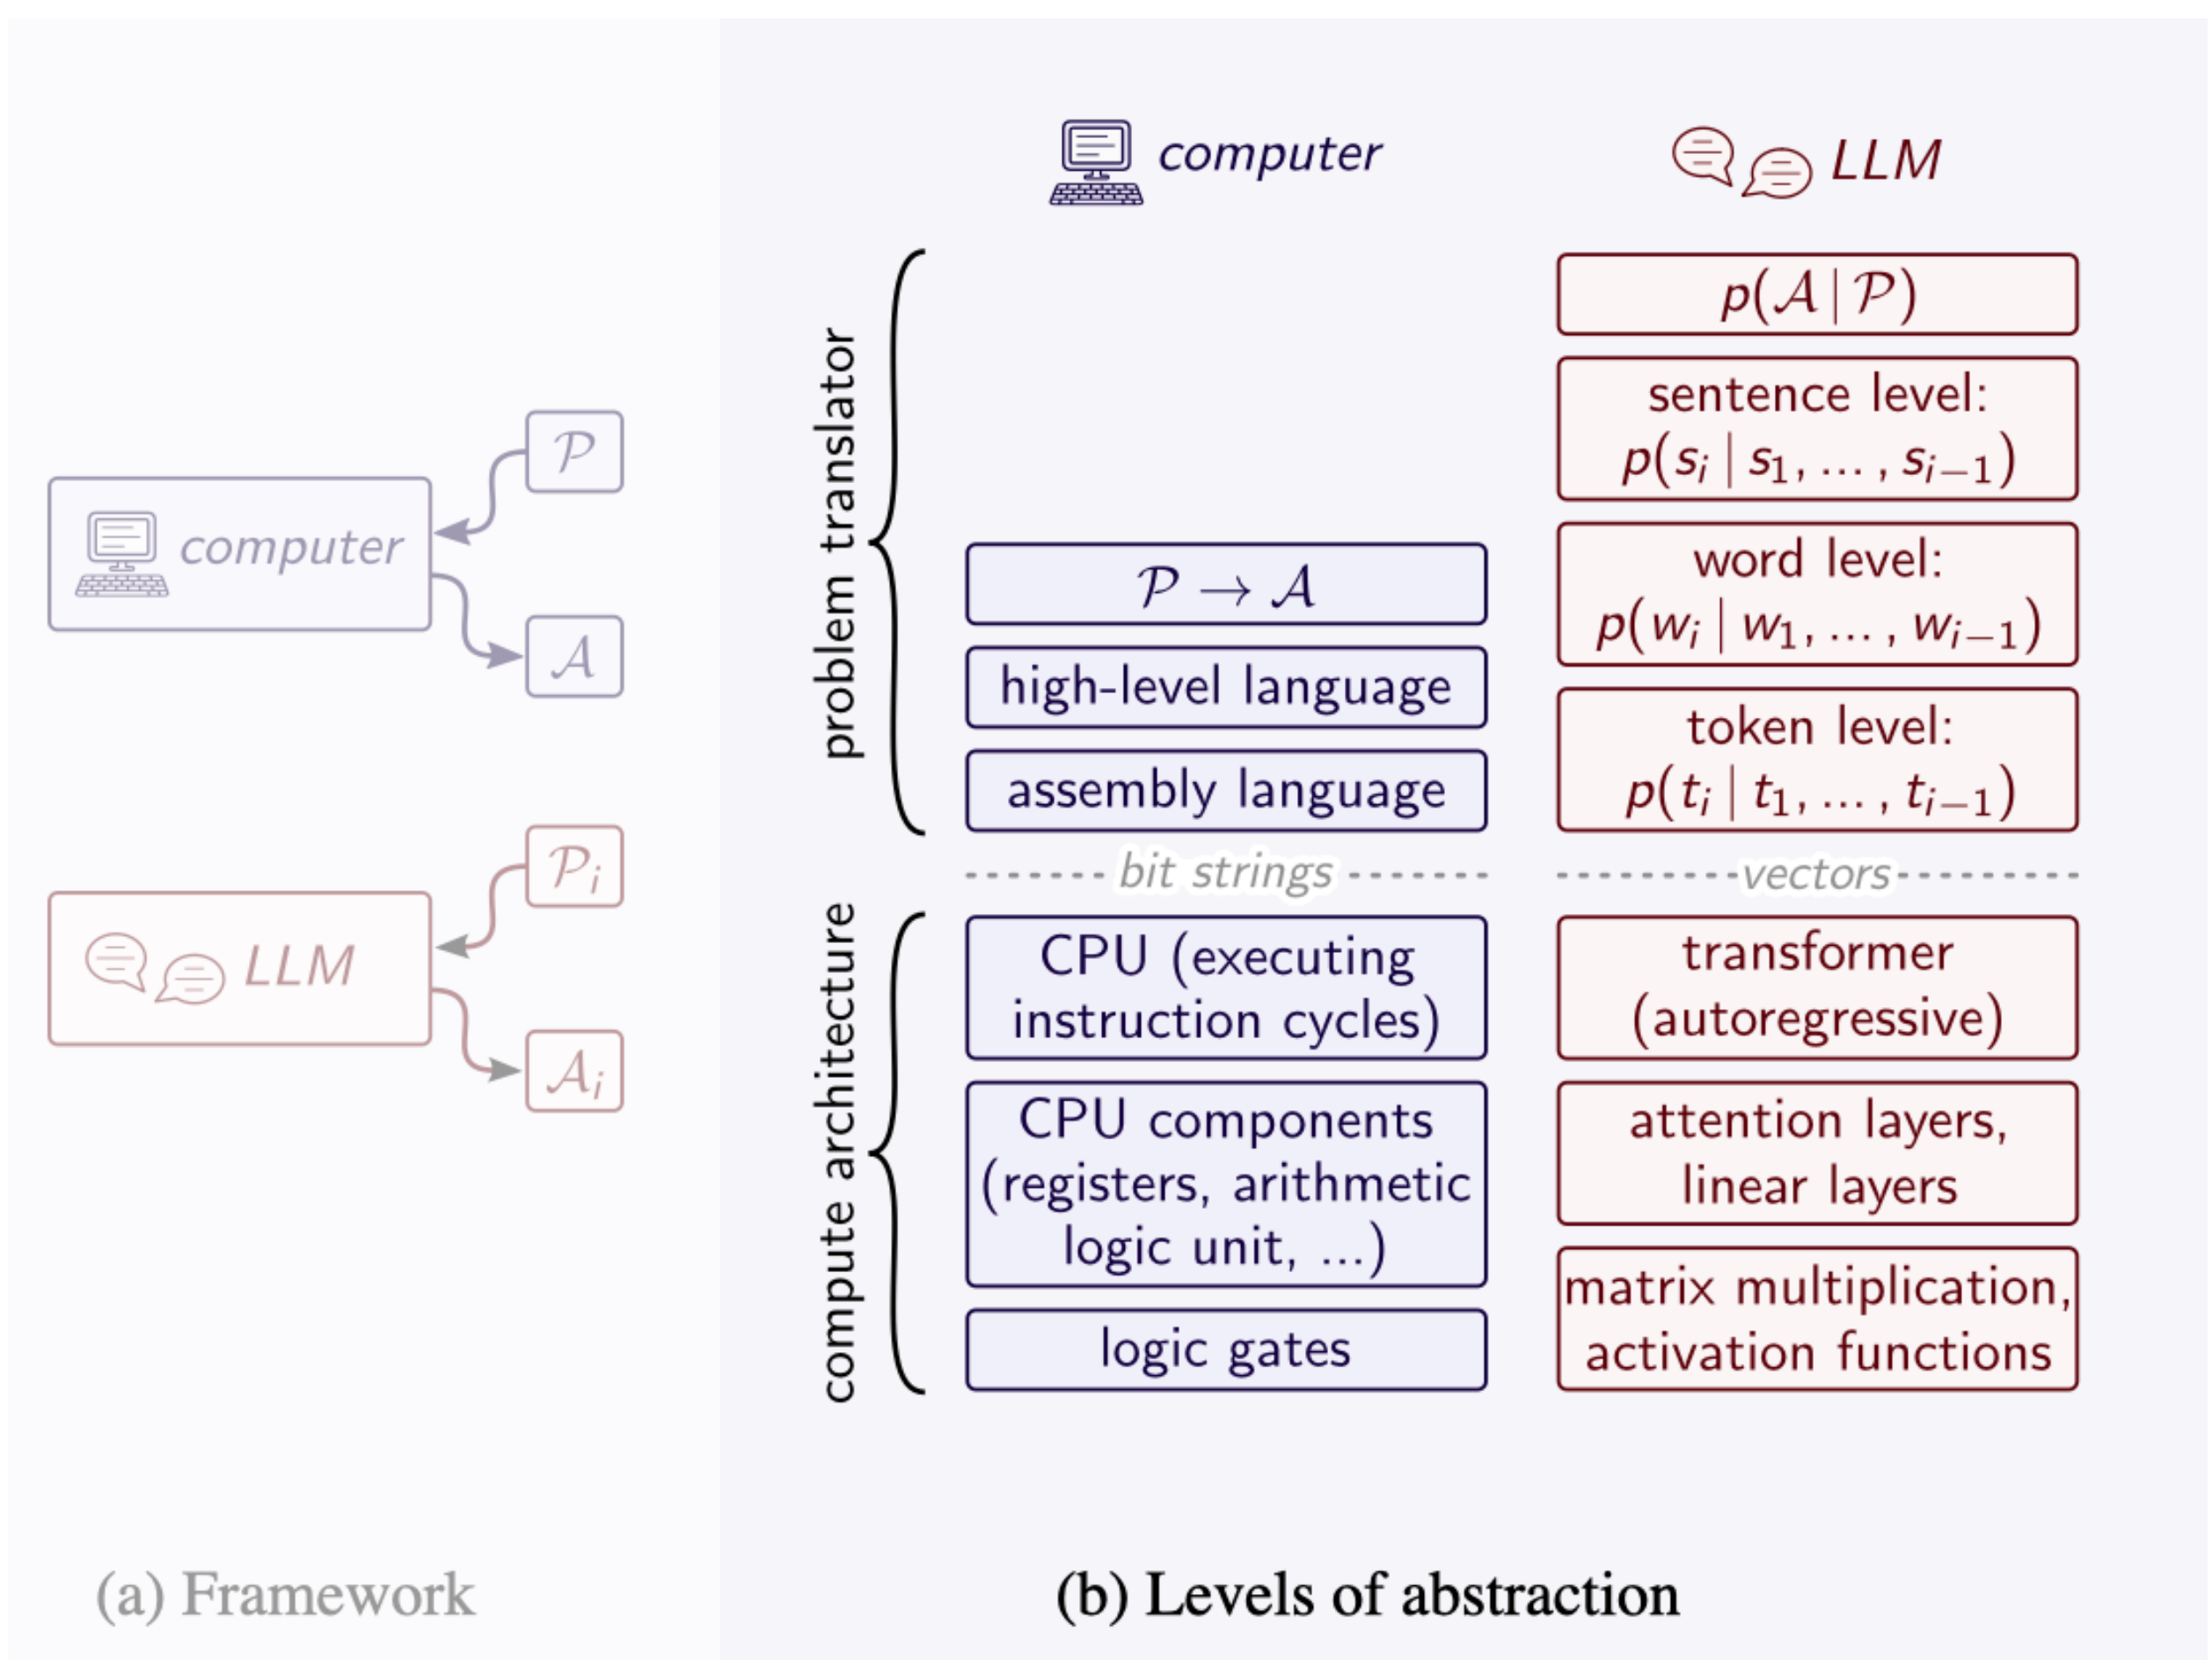 computer
𝒫
𝒜
LLM
𝒫ᵢ
𝒜ᵢ
(a) Framework
computer
LLM
problem translator
𝒫 → 𝒜
high-level language
assembly language
p(𝒜 | 𝒫)
sentence level:
p(sᵢ | s₁, ... , sᵢ₋₁)
word level:
p(wᵢ | w₁, ... , wᵢ₋₁)
token level:
p(tᵢ | t₁, ... , tᵢ₋₁)
bit strings
vectors
compute architecture
CPU (executing
instruction cycles)
CPU components
(registers, arithmetic
logic unit, ...)
logic gates
transformer
(autoregressive)
attention layers,
linear layers
matrix multiplication,
activation functions
(b) Levels of abstraction